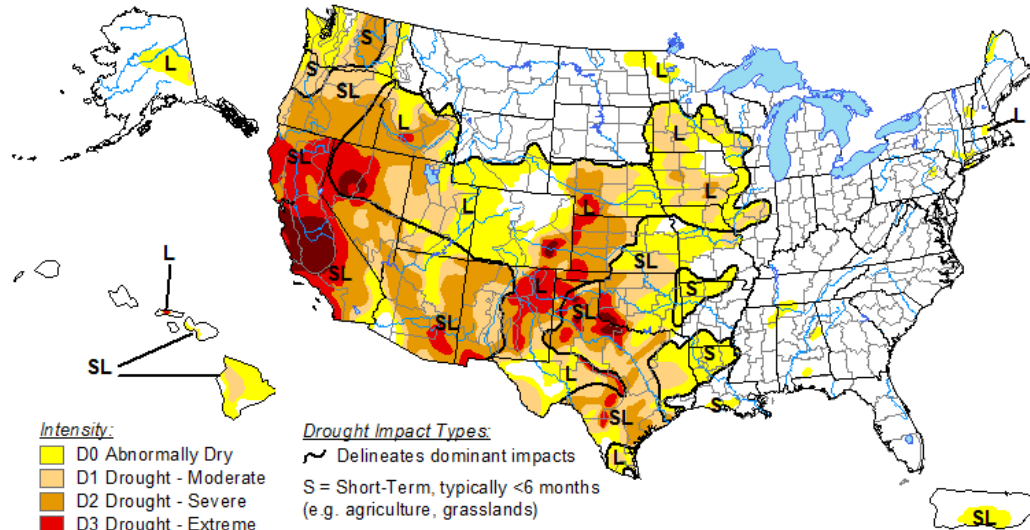 L
S
S
SL
L
L
L
SL
L
L
L
L
SL
L
SL
S
SL
SL
S
L
SL
L
S
SL
L
SL
Intensity:
D0 Abnormally Dry
D1 Drought - Moderate
D2 Drought - Severe
D3 Drought - Extreme
Drought Impact Types:
Delineates dominant impacts
S = Short-Term, typically <6 months
(e.g. agriculture, grasslands)